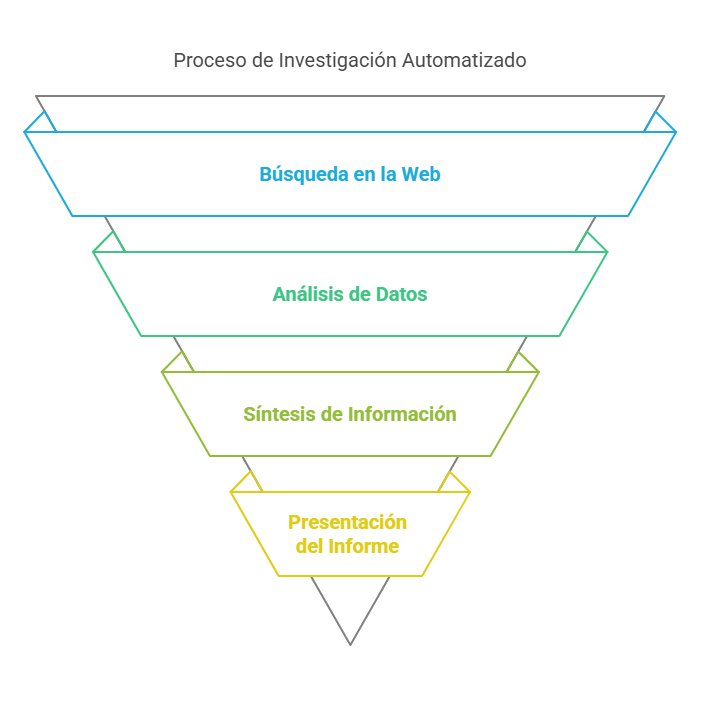 Proceso de Investigación Automatizado
Búsqueda en la Web
Análisis de Datos
Síntesis de Información
Presentación
del Informe